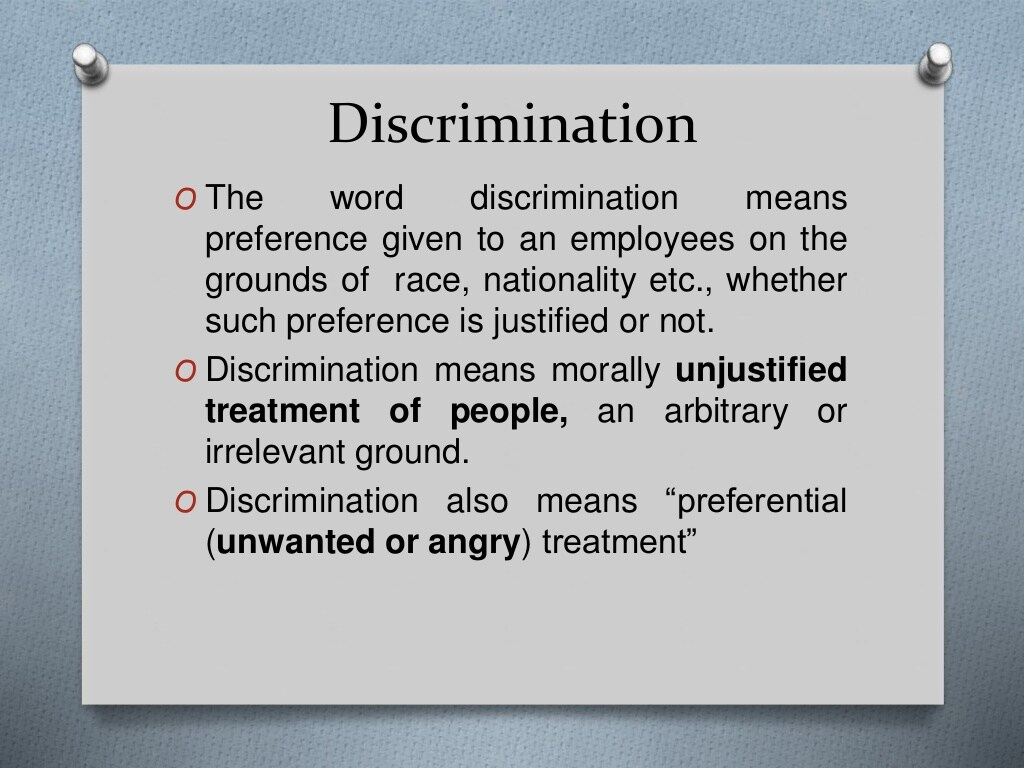 Discrimination
O The word discrimination means
preference given to an employees on the
grounds of race, nationality etc., whether
such preference is justified or not.
O Discrimination means morally unjustified
treatment of people, an arbitrary or
irrelevant ground.
O Discrimination also means “preferential
(unwanted or angry) treatment”